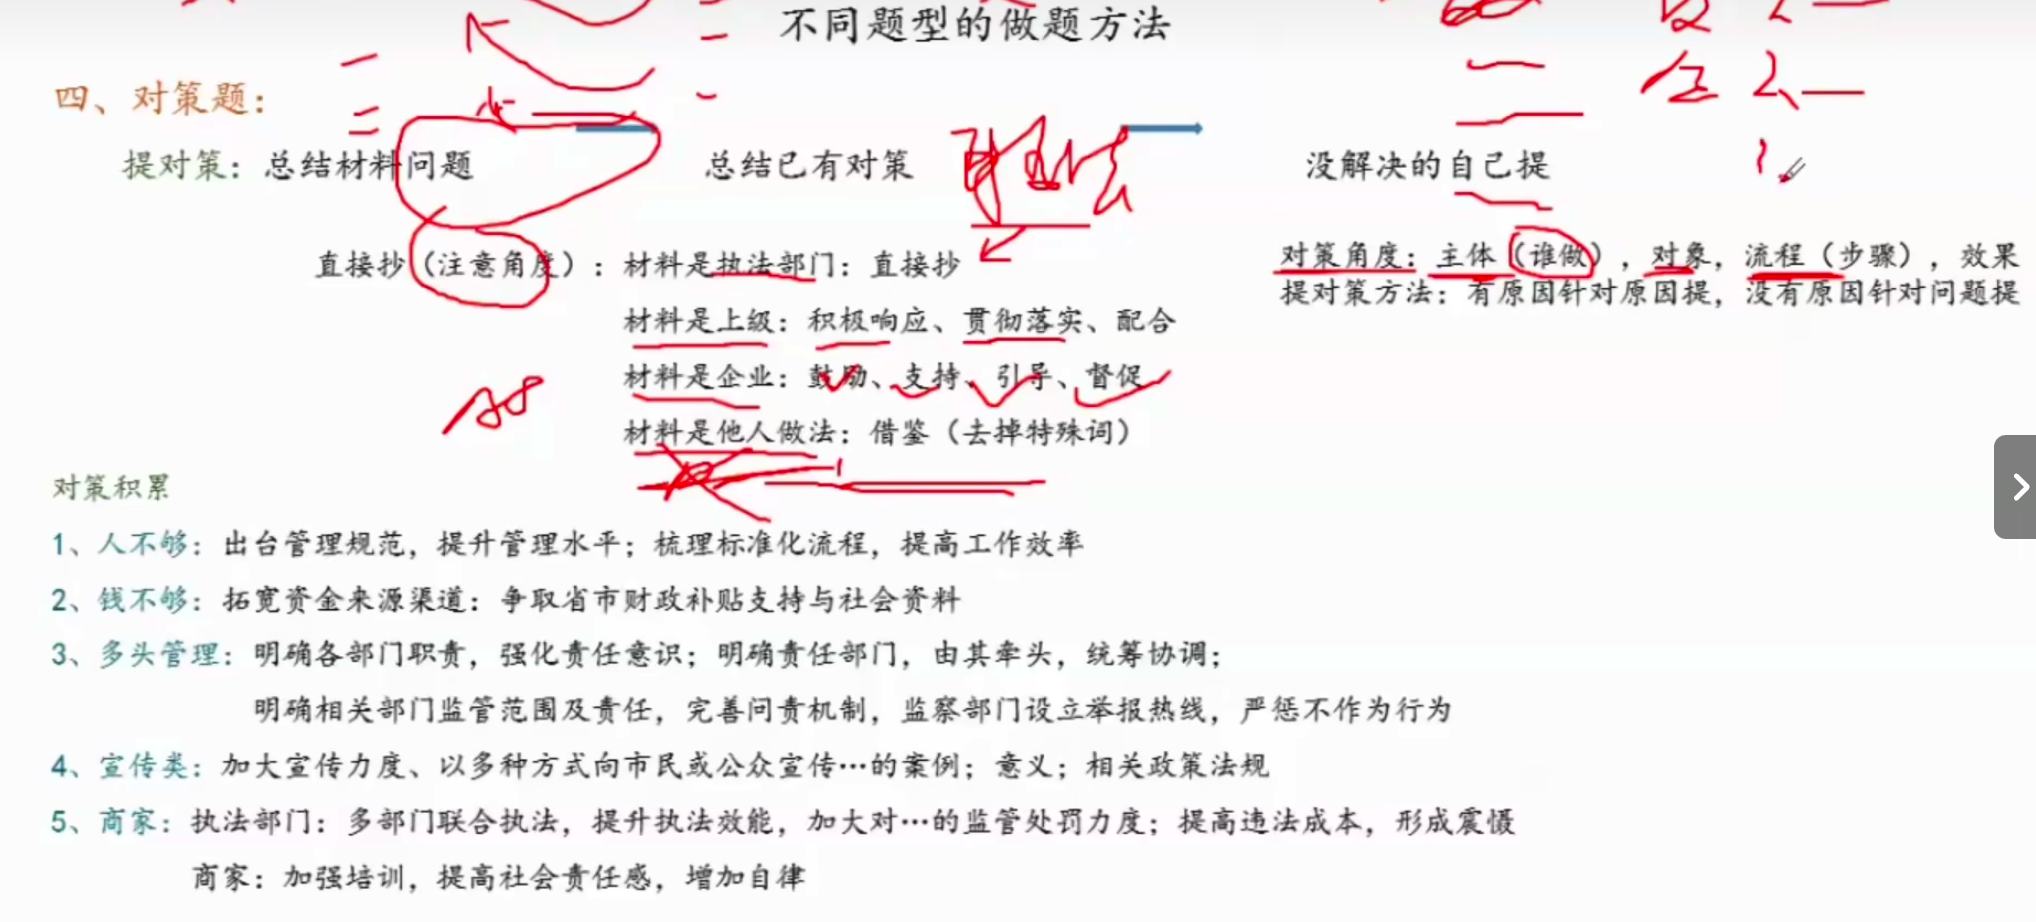 不同题型的做题方法
四、对策题：
提对策：总结材料问题 总结已有对策 没解决的自己提
直接抄（注意角度）：材料是执法部门：直接抄
材料是上级：积极响应、贯彻落实、配合
材料是企业：鼓励、支持、引导、督促
材料是他人做法：借鉴（去掉特殊词）
对策角度：主体（谁做），对象，流程（步骤），效果
提对策方法：有原因针对原因提，没有原因针对问题提
对策积累
1、人不够：出台管理规范，提升管理水平；梳理标准化流程，提高工作效率
2、钱不够：拓宽资金来源渠道：争取省市财政补贴支持与社会资料
3、多头管理：明确各部门职责，强化责任意识；明确责任部门，由其牵头，统筹协调；
明确相关部门监管范围及责任，完善问责机制，监察部门设立举报热线，严惩不作为行为
4、宣传类：加大宣传力度、以多种方式向市民或公众宣传…的案例；意义；相关政策法规
5、商家：执法部门：多部门联合执法，提升执法效能，加大对…的监管处罚力度；提高违法成本，形成震慑
商家：加强培训，提高社会责任感，增加自律